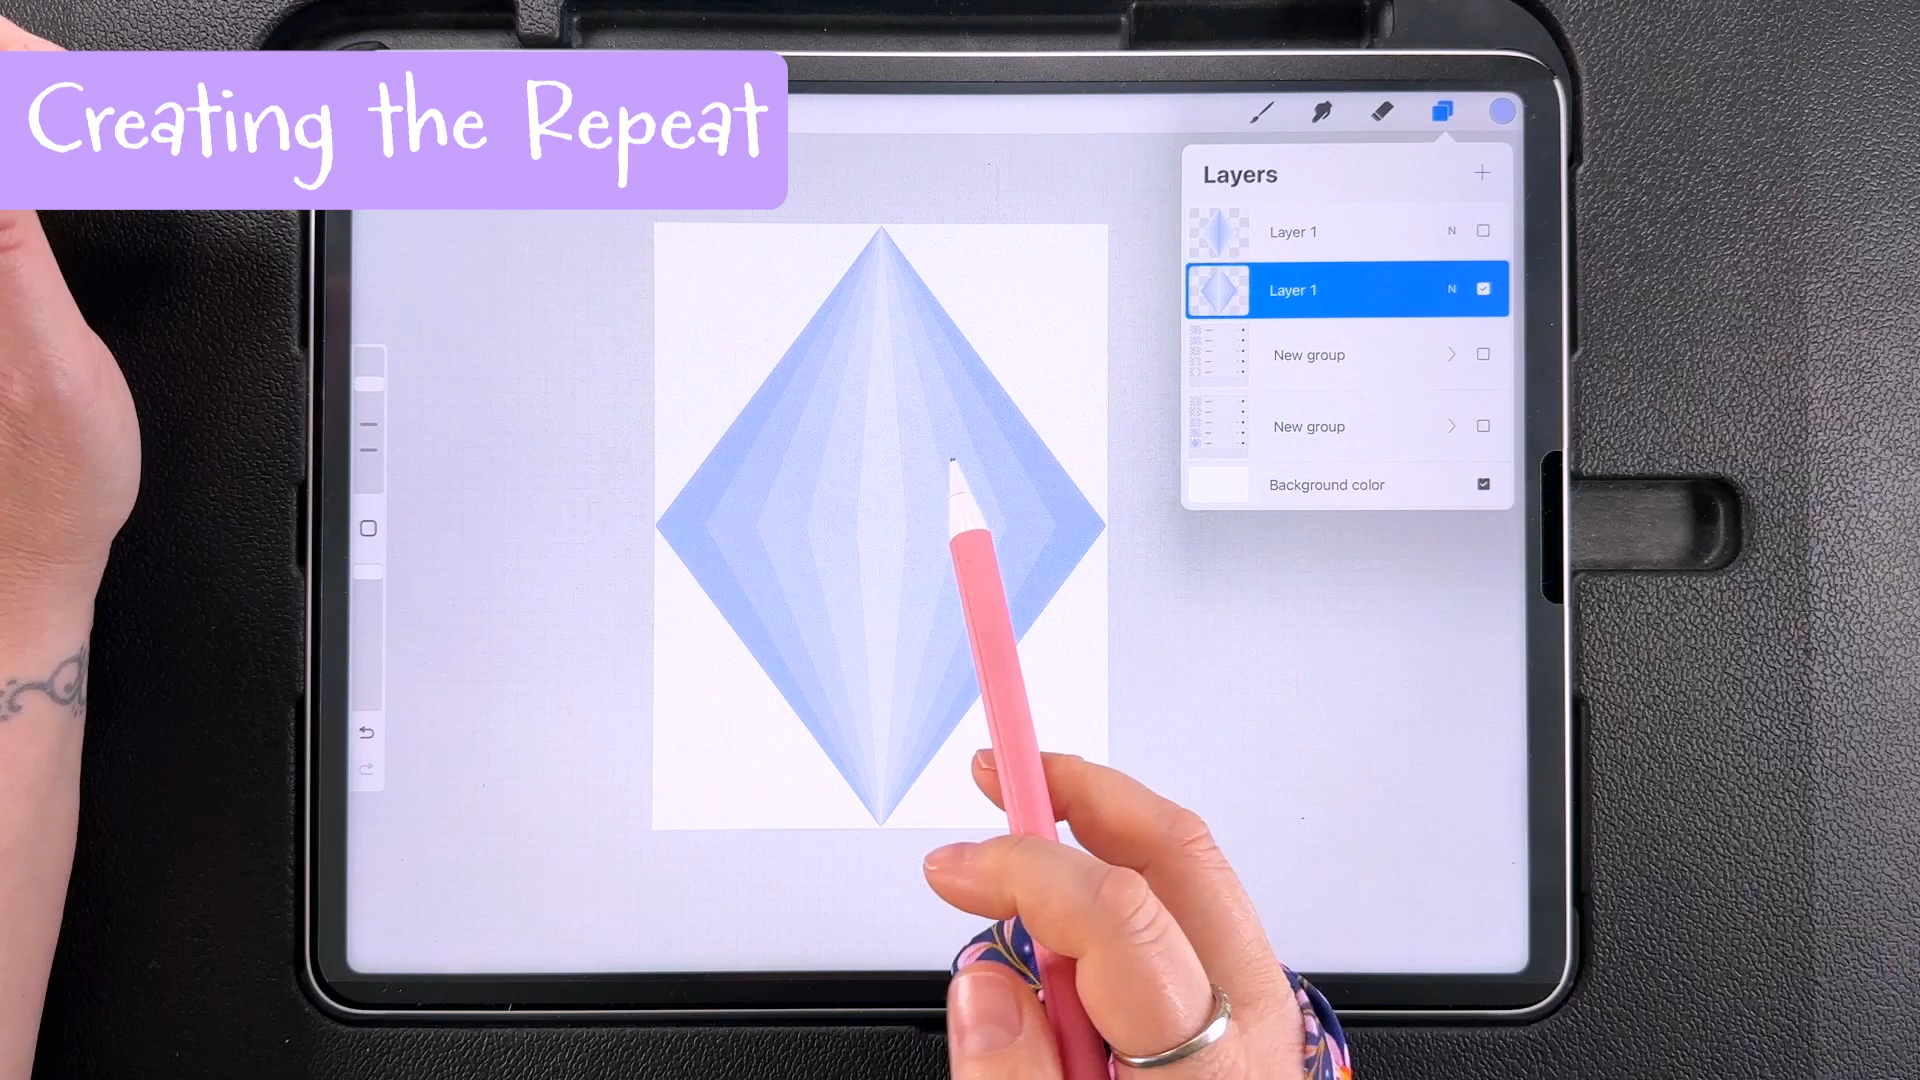 Creating the Repeat
Layers
Layer 1 N
Layer 1 N
New group
New group
Background color